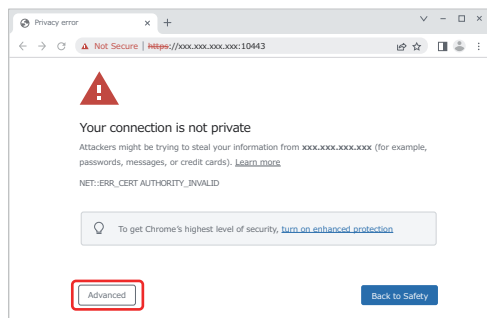 Privacy error
Not Secure | https://xxx.xxx.xxx.xxx:10443
Your connection is not private
Attackers might be trying to steal your information from xxx.xxx.xxx.xxx (for example,
passwords, messages, or credit cards). Learn more
NET::ERR_CERT AUTHORITY_INVALID
To get Chrome's highest level of security, turn on enhanced protection
Advanced
Back to Safety